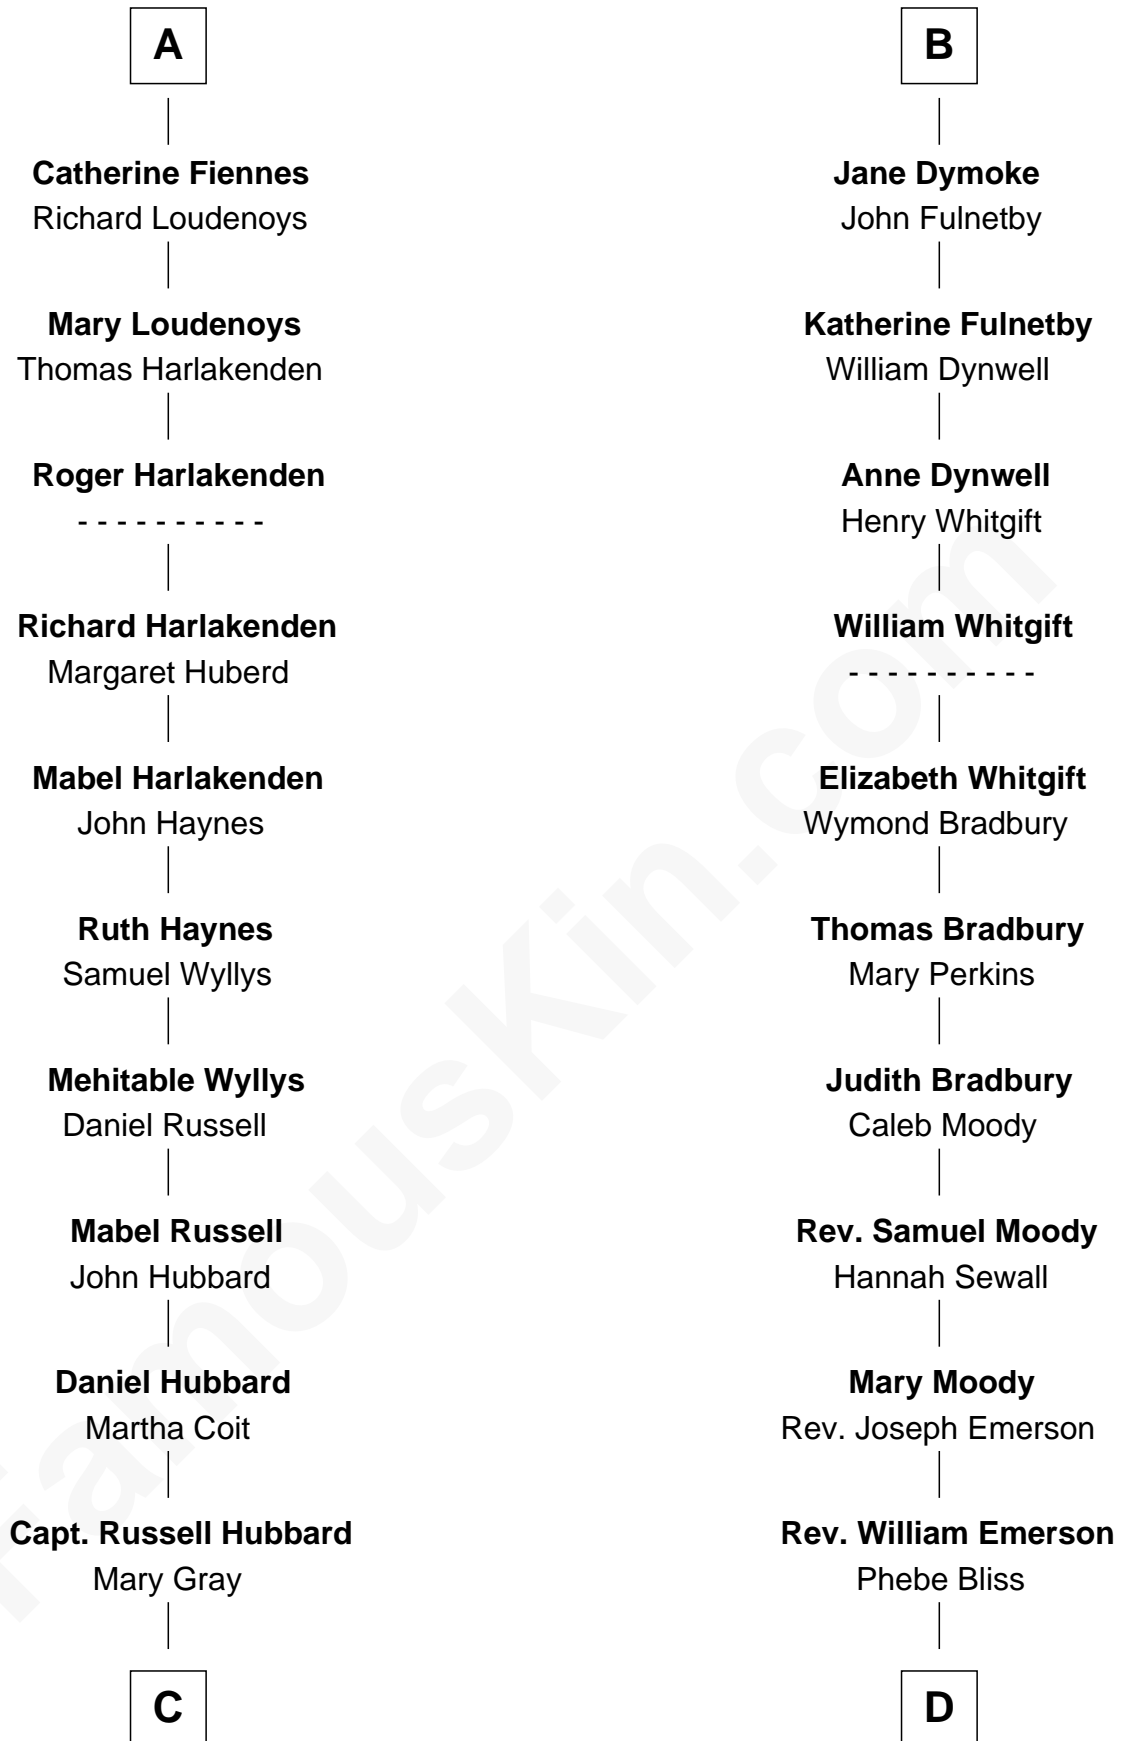 A
Catherine Fiennes
Richard Loudenoys
Mary Loudenoys
Thomas Harlakenden
Roger Harlakenden
- - - - - - - - - -
Richard Harlakenden
Margaret Huberd
Mabel Harlakenden
John Haynes
Ruth Haynes
Samuel Wyllys
Mehitable Wyllys
Daniel Russell
Mabel Russell
John Hubbard
Daniel Hubbard
Martha Coit
Capt. Russell Hubbard
Mary Gray
C
B
Jane Dymoke
John Fulnetby
Katherine Fulnetby
William Dynwell
Anne Dynwell
Henry Whitgift
William Whitgift
- - - - - - - - - -
Elizabeth Whitgift
Wymond Bradbury
Thomas Bradbury
Mary Perkins
Judith Bradbury
Caleb Moody
Rev. Samuel Moody
Hannah Sewall
Mary Moody
Rev. Joseph Emerson
Rev. William Emerson
Phebe Bliss
D
FamousKin.com